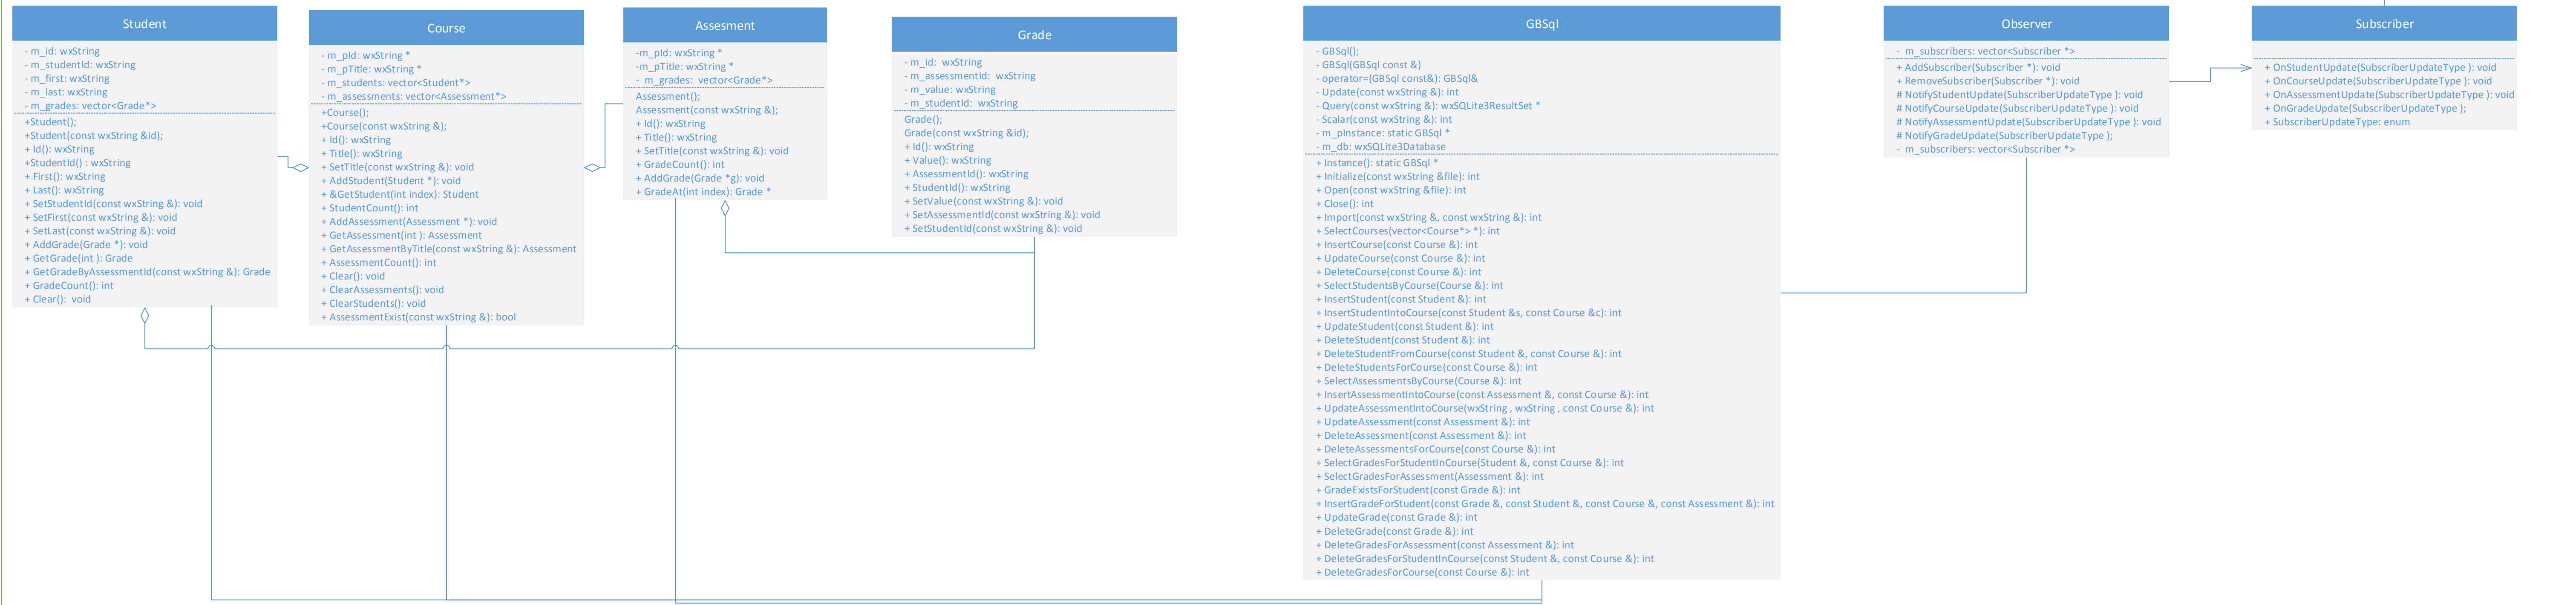 Student
- m_id: wxString
- m_studentId: wxString
- m_first: wxString
- m_last: wxString
- m_grades: vector<Grade*>
+Student();
+Student(const wxString &id);
+ Id(): wxString
+StudentId() : wxString
+ First(): wxString
+ Last(): wxString
+ SetStudentId(const wxString &): void
+ SetFirst(const wxString &): void
+ SetLast(const wxString &): void
+ AddGrade(Grade *): void
+ GetGrade(int ): Grade
+ GetGradeByAssessmentId(const wxString &): Grade
+ GradeCount(): int
+ Clear(): void
Course
- m_pId: wxString *
- m_pTitle: wxString *
- m_students: vector<Student*>
- m_assessments: vector<Assessment*>
+Course();
+Course(const wxString &);
+ Id(): wxString
+ Title(): wxString
+ SetTitle(const wxString &): void
+ AddStudent(Student *): void
+ &GetStudent(int index): Student
+ StudentCount(): int
+ AddAssessment(Assessment *): void
+ GetAssessment(int ): Assessment
+ GetAssessmentByTitle(const wxString &): Assessment
+ AssessmentCount(): int
+ Clear(): void
+ ClearAssessments(): void
+ ClearStudents(): void
+ AssessmentExist(const wxString &): bool
Assesment
-m_pId: wxString *
-m_pTitle: wxString *
- m_grades: vector<Grade*>
Assessment();
Assessment(const wxString &);
+ Id(): wxString
+ Title(): wxString
+ SetTitle(const wxString &): void
+ GradeCount(): int
+ AddGrade(Grade *g): void
+ GradeAt(int index): Grade *
Grade
- m_id: wxString
- m_assessmentId: wxString
- m_value: wxString
- m_studentId: wxString
Grade();
Grade(const wxString &id);
+ Id(): wxString
+ Value(): wxString
+ AssessmentId(): wxString
+ StudentId(): wxString
+ SetValue(const wxString &): void
+ SetAssessmentId(const wxString &): void
+ SetStudentId(const wxString &): void
GBSql
- GBSql();
- GBSql(GBSql const &)
- operator=(GBSql const&): GBSql&
- Update(const wxString &): int
- Query(const wxString &): wxSQLite3ResultSet *
- Scalar(const wxString &): int
- m_pInstance: static GBSql *
- m_db: wxSQLite3Database
+ Instance(): static GBSql *
+ Initialize(const wxString &file): int
+ Open(const wxString &file): int
+ Close(): int
+ Import(const wxString &, const wxString &): int
+ SelectCourses(vector<Course*> *): int
+ InsertCourse(const Course &): int
+ UpdateCourse(const Course &): int
+ DeleteCourse(const Course &): int
+ SelectStudentsByCourse(Course &): int
+ InsertStudent(const Student &): int
+ InsertStudentIntoCourse(const Student &s, const Course &c): int
+ UpdateStudent(const Student &): int
+ DeleteStudent(const Student &): int
+ DeleteStudentFromCourse(const Student &, const Course &): int
+ DeleteStudentsForCourse(const Course &): int
+ SelectAssessmentsByCourse(Course &): int
+ InsertAssessmentIntoCourse(const Assessment &, const Course &): int
+ UpdateAssessmentIntoCourse(wxString , wxString , const Course &): int
+ UpdateAssessment(const Assessment &): int
+ DeleteAssessment(const Assessment &): int
+ DeleteAssessmentsForCourse(const Course &): int
+ SelectGradesForStudentInCourse(Student &, const Course &): int
+ SelectGradesForAssessment(Assessment &): int
+ GradeExistsForStudent(const Grade &): int
+ InsertGradeForStudent(const Grade &, const Student &, const Course &, const Assessment &): int
+ UpdateGrade(const Grade &): int
+ DeleteGrade(const Grade &): int
+ DeleteGradesForAssessment(const Assessment &): int
+ DeleteGradesForStudentInCourse(const Student &, const Course &): int
+ DeleteGradesForCourse(const Course &): int
Observer
- m_subscribers: vector<Subscriber *>
+ AddSubscriber(Subscriber *): void
+ RemoveSubscriber(Subscriber *): void
# NotifyStudentUpdate(SubscriberUpdateType ): void
# NotifyCourseUpdate(SubscriberUpdateType ): void
# NotifyAssessmentUpdate(SubscriberUpdateType ): void
# NotifyGradeUpdate(SubscriberUpdateType );
- m_subscribers: vector<Subscriber *>
Subscriber
+ OnStudentUpdate(SubscriberUpdateType ): void
+ OnCourseUpdate(SubscriberUpdateType ): void
+ OnAssessmentUpdate(SubscriberUpdateType ): void
+ OnGradeUpdate(SubscriberUpdateType );
+ SubscriberUpdateType: enum